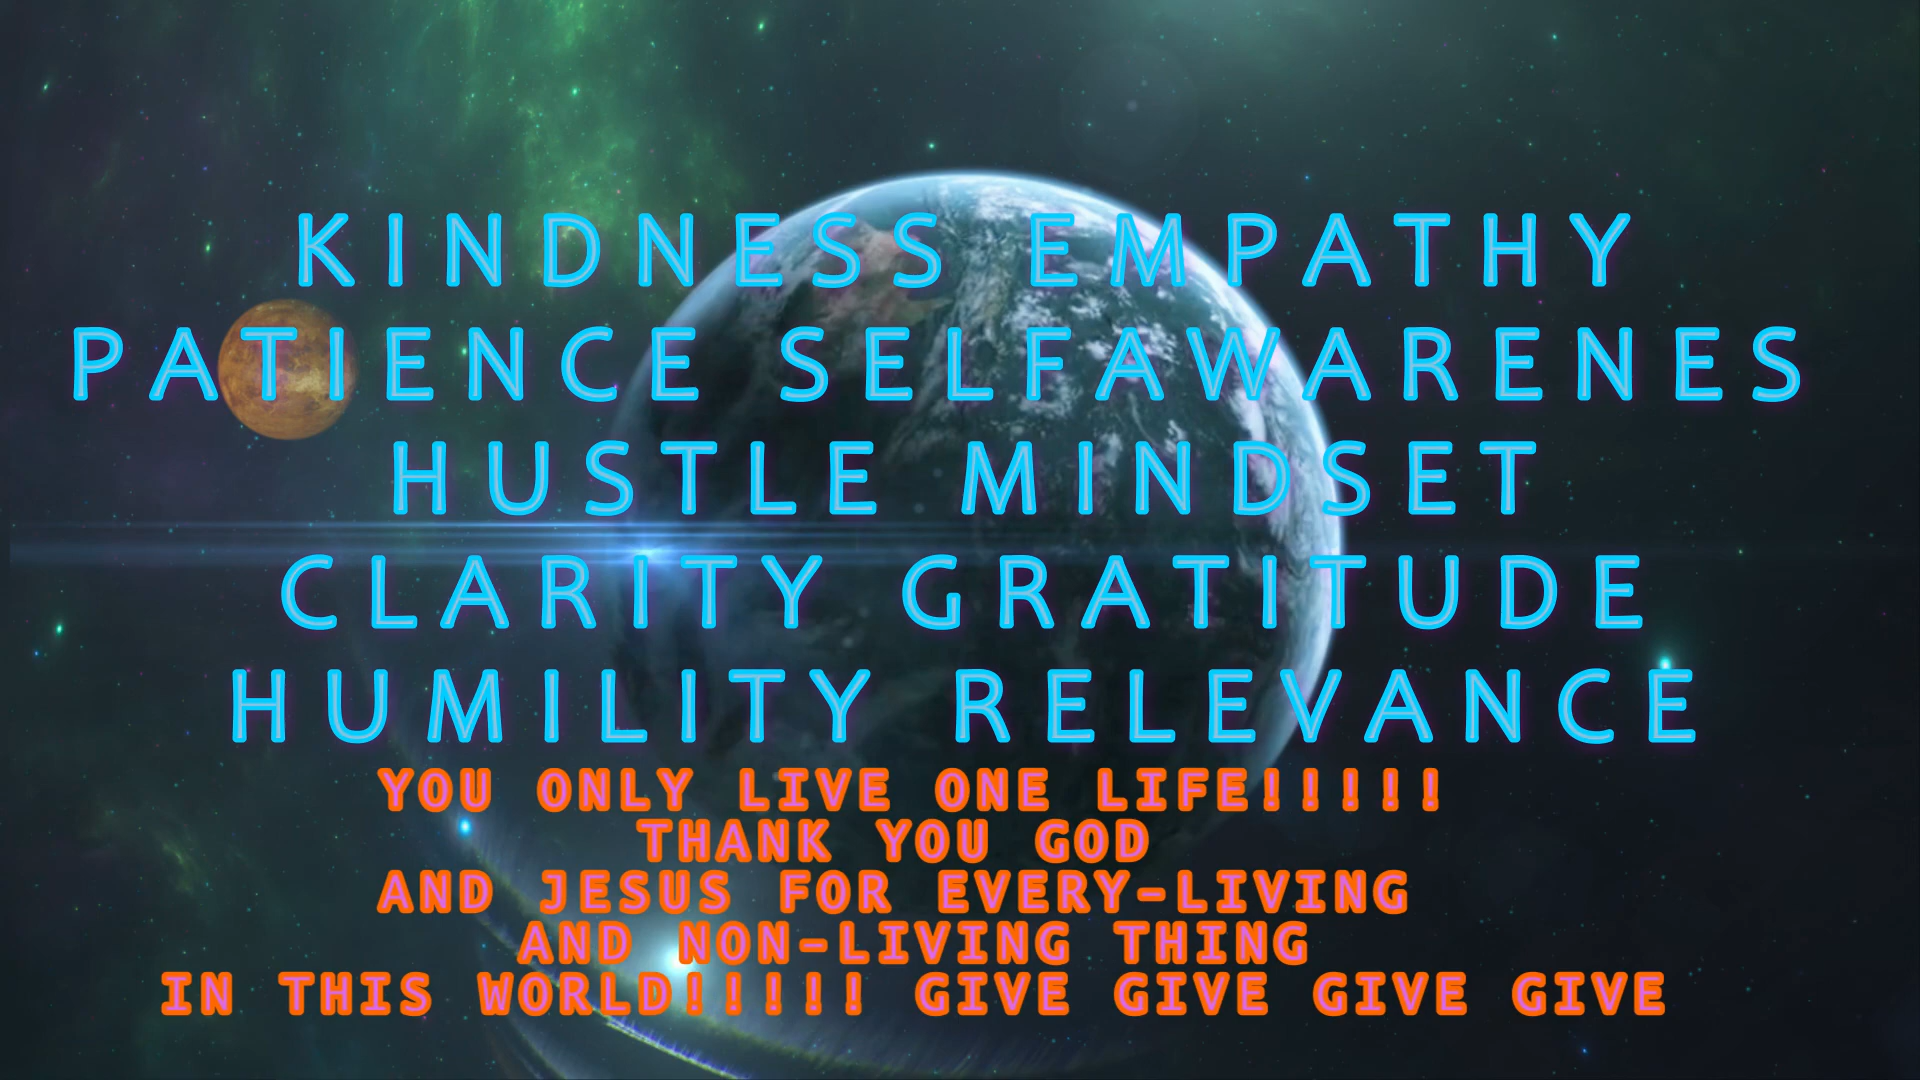 KINDNESS EMPATHY
PATIENCE SELFAWARENES
HUSTLE MINDSET
CLARITY GRATITUDE
HUMILITY RELEVANCE
YOU ONLY LIVE ONE LIFE!!!!!
THANK YOU GOD
AND JESUS FOR EVERY-LIVING
AND NON-LIVING THING
IN THIS WORLD!!!!! GIVE GIVE GIVE GIVE